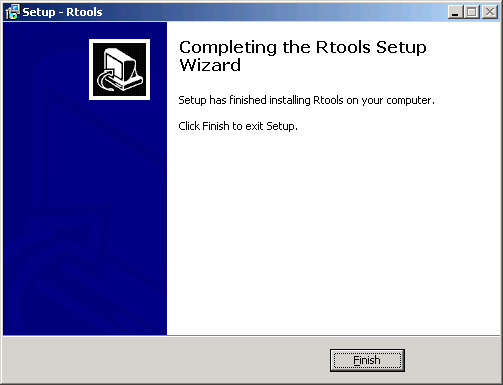 Setup - Rtools
Completing the Rtools Setup
Wizard
Setup has finished installing Rtools on your computer.
Click Finish to exit Setup.
Finish